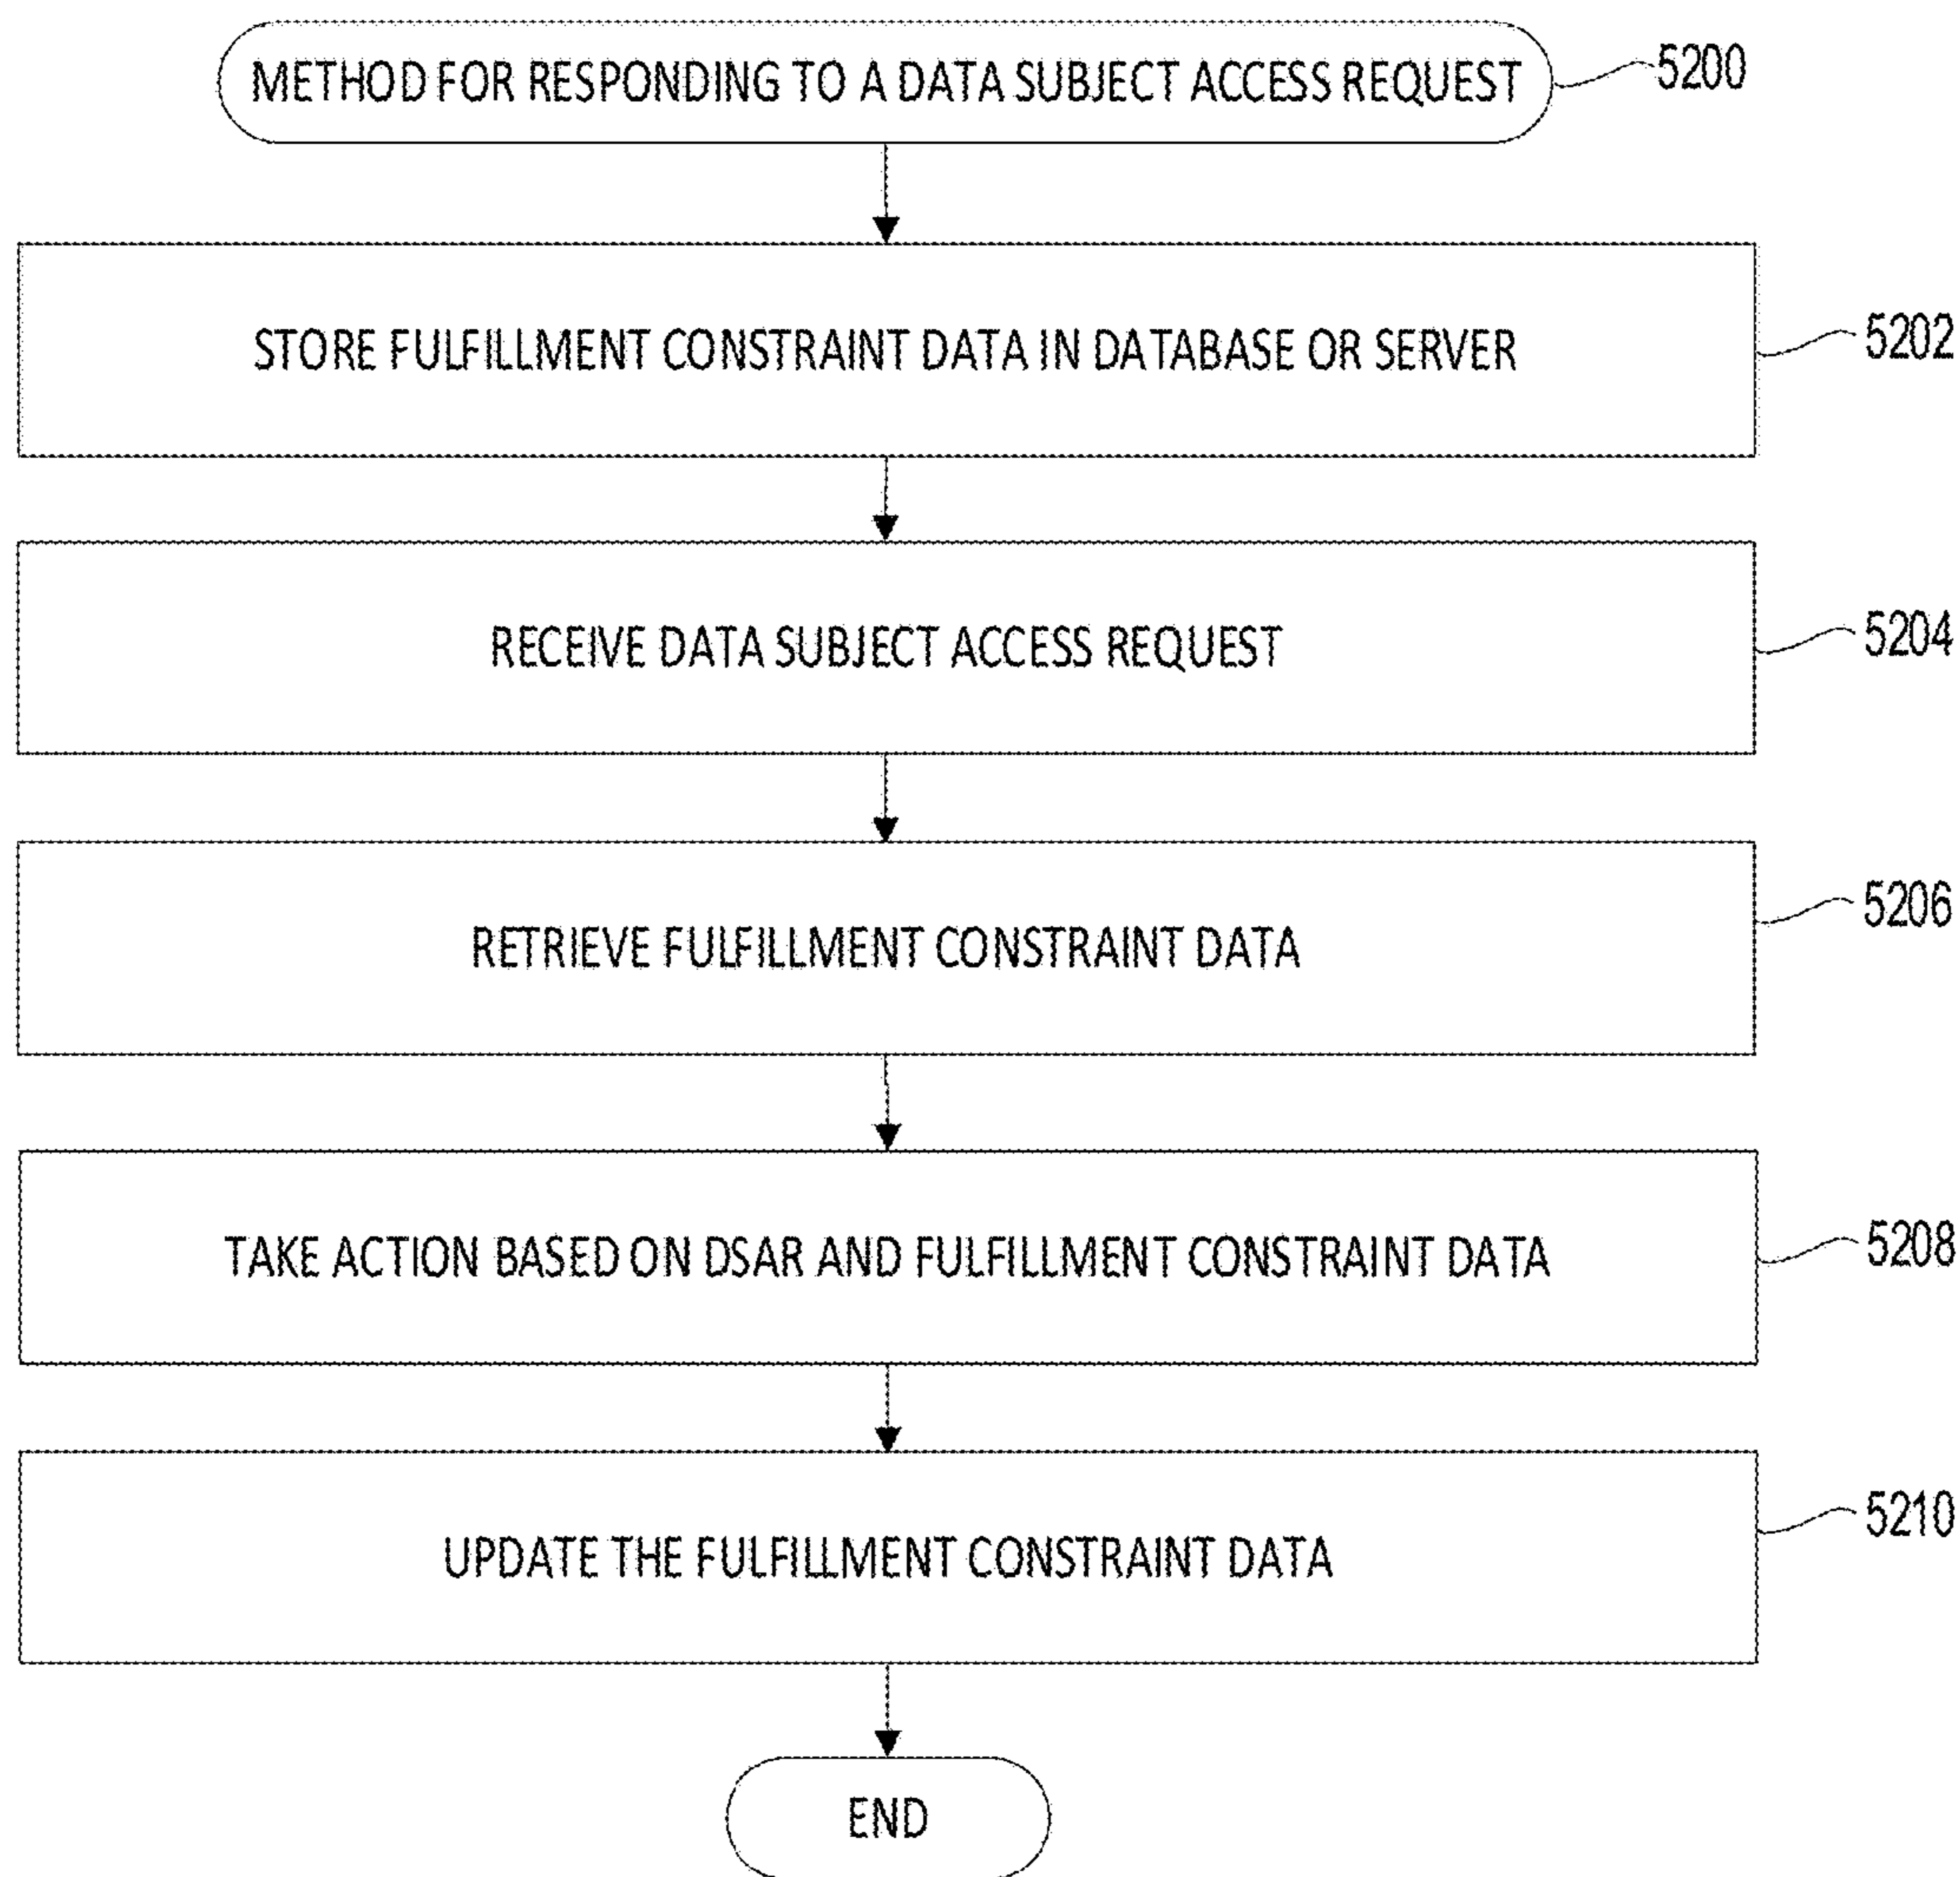 METHOD FOR RESPONDING TO A DATA SUBJECT ACCESS REQUEST
5200
STORE FULFILLMENT CONSTRAINT DATA IN DATABASE OR SERVER
5202
RECEIVE DATA SUBJECT ACCESS REQUEST
5204
RETRIEVE FULFILLMENT CONSTRAINT DATA
5206
TAKE ACTION BASED ON DSAR AND FULFILLMENT CONSTRAINT DATA
5208
UPDATE THE FULFILLMENT CONSTRAINT DATA
5210
END